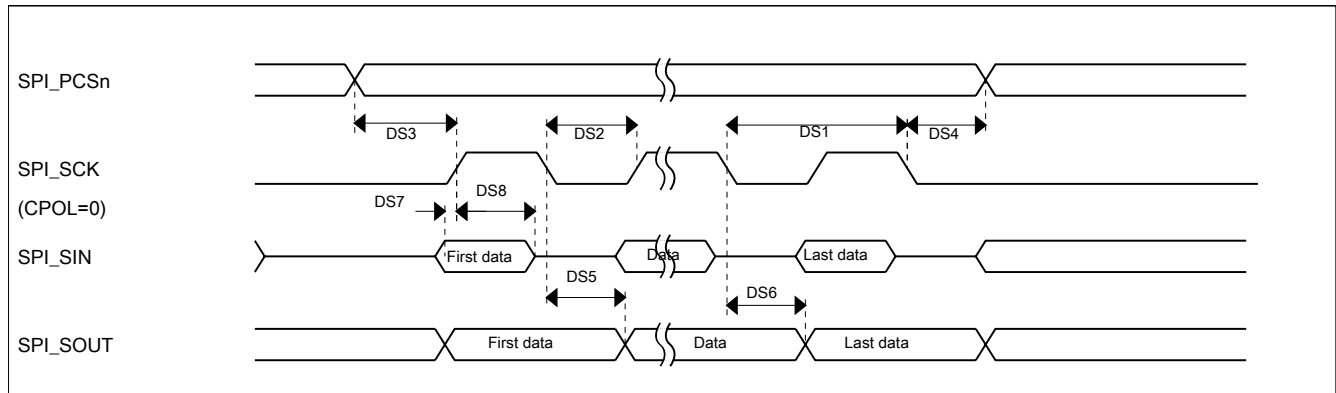 SPI_PCSn
DS3
DS2
DS1
DS4
SPI_SCK
(CPOL=0)
DS7
DS8
SPI_SIN
First data
Data
Last data
DS5
DS6
SPI_SOUT
First data
Data
Last data